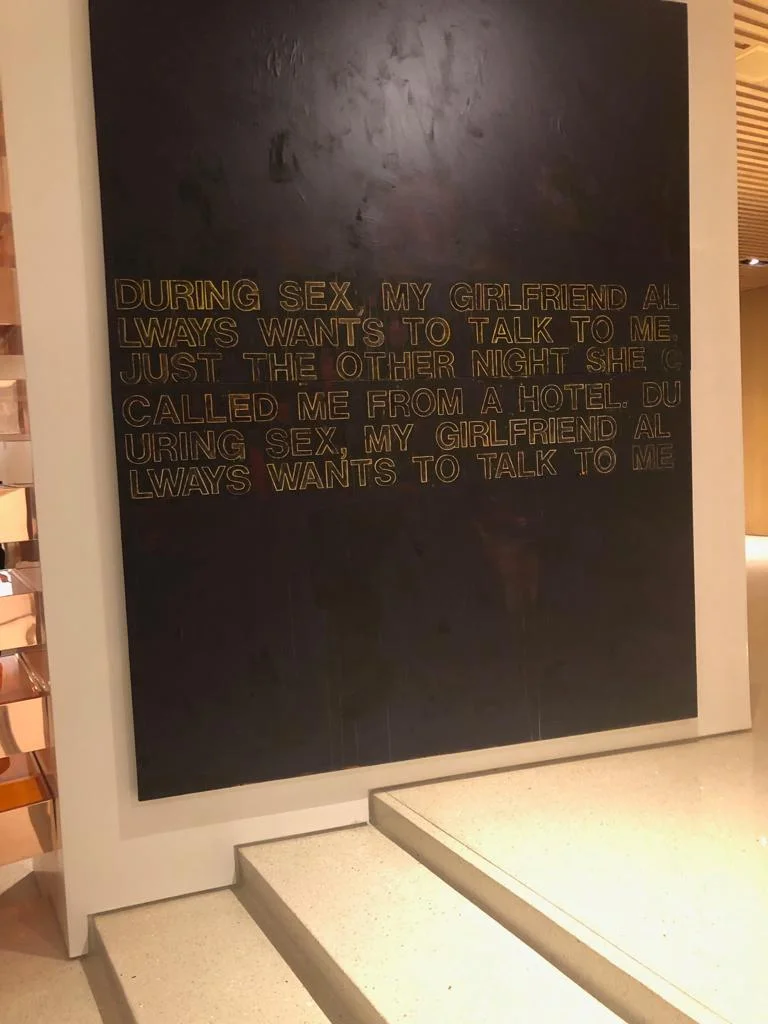 DURING SEX, MY GIRLFRIEND AL
LWAYS WANTS TO TALK TO ME.
JUST THE OTHER NIGHT SHE C
CALLED ME FROM A HOTEL. DU
URING SEX, MY GIRLFRIEND AL
LWAYS WANTS TO TALK TO ME